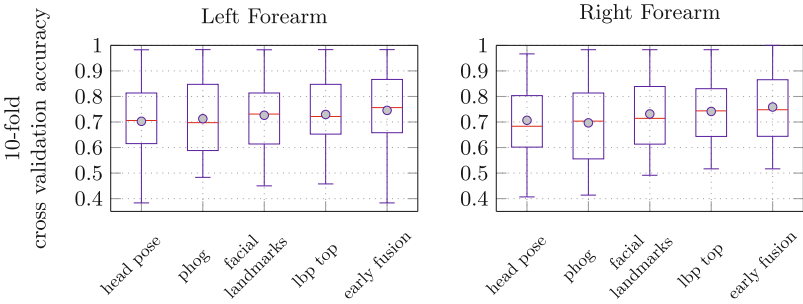 Left Forearm
Right Forearm
10-fold
cross validation accuracy
1
0.9
0.8
0.7
0.6
0.5
0.4
head pose
phog
facial
landmarks
lbp top
early fusion
1
0.9
0.8
0.7
0.6
0.5
0.4
head pose
phog
facial
landmarks
lbp top
early fusion